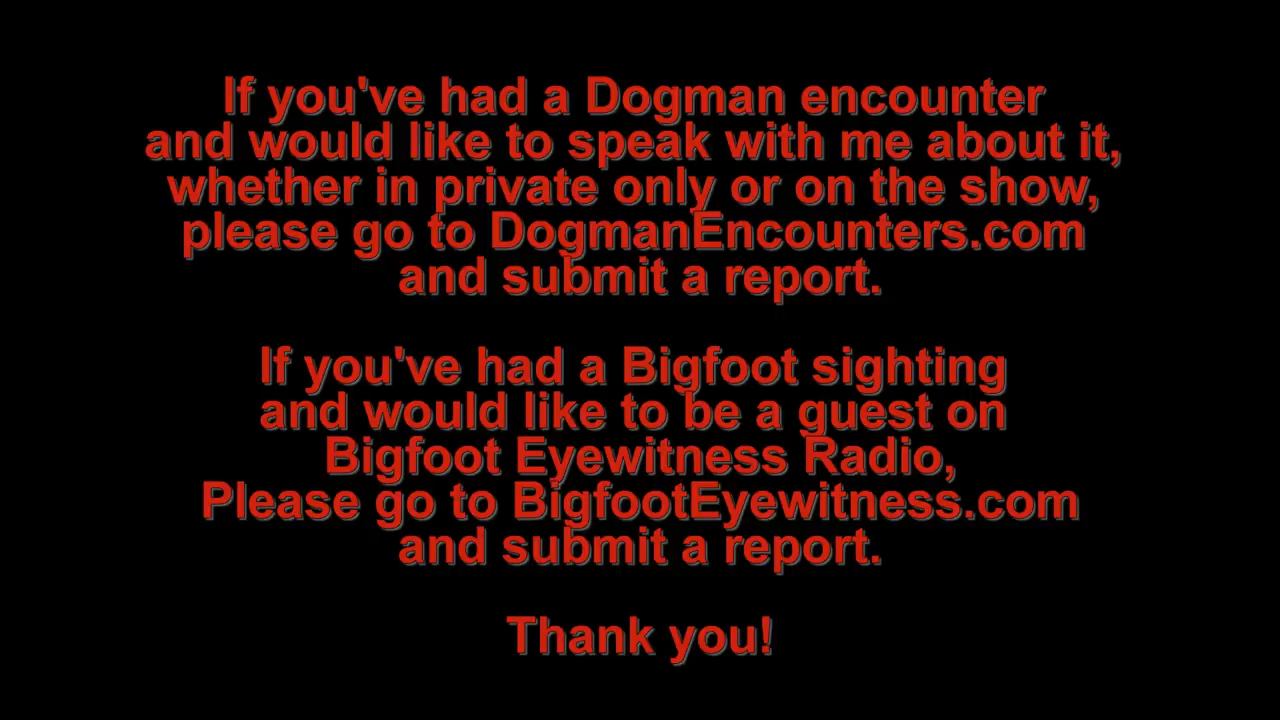 If you've had a Dogman encounter
and would like to speak with me about it,
whether in private only or on the show,
please go to DogmanEncounters.com
and submit a report.
If you've had a Bigfoot sighting
and would like to be a guest on
Bigfoot Eyewitness Radio,
Please go to BigfootEyewitness.com
and submit a report.
Thank you!